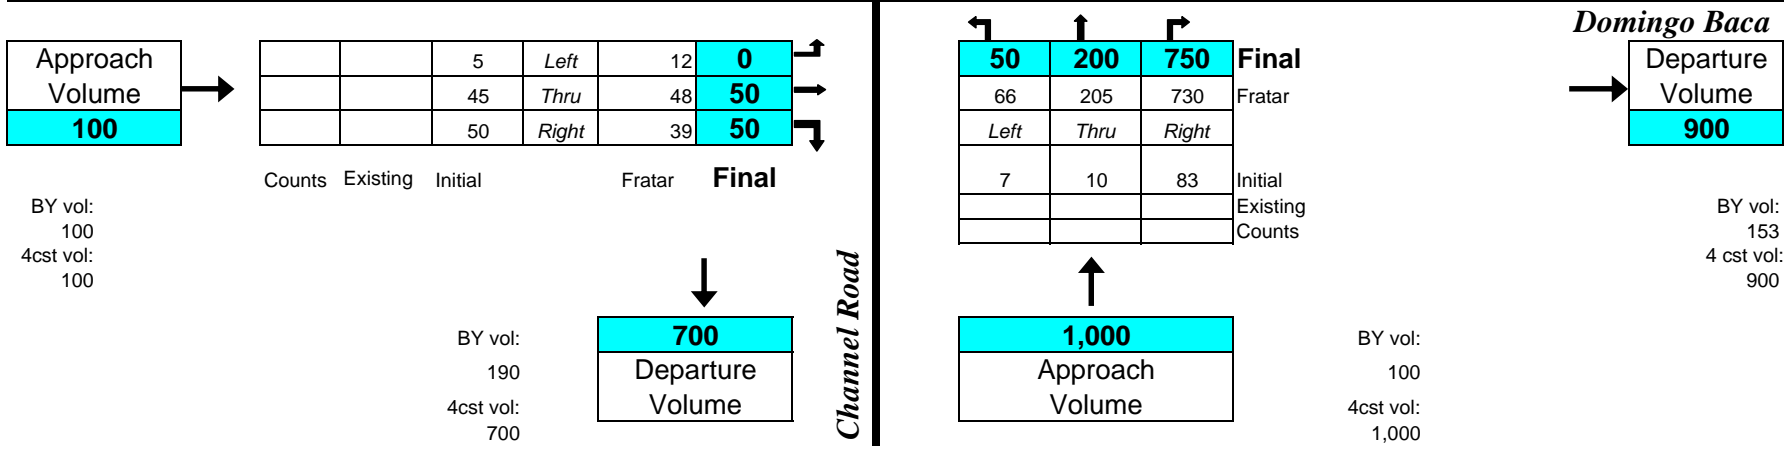 Domingo Baca
Approach
Volume
100
5 Left 12 0
45 Thru 48 50
50 Right 39 50
Counts Existing Initial Fratar Final
BY vol:
100
4cst vol:
100
BY vol:
190
4cst vol:
700
700
Departure
Volume
Channel Road
50 200 750 Final
66 205 730 Fratar
Left Thru Right
7 10 83 Initial
Existing
Counts
1,000
Approach
Volume
BY vol:
100
4cst vol:
1,000
Departure
Volume
900
BY vol:
153
4 cst vol:
900